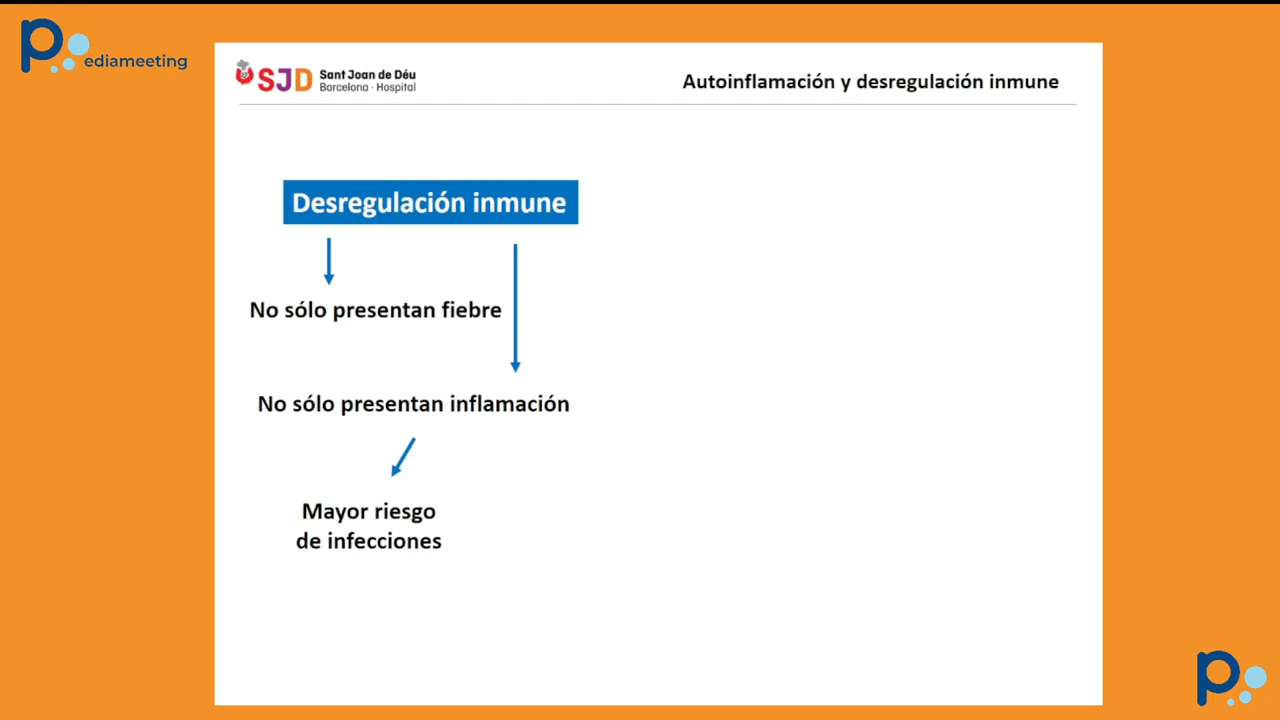 Pediameeting
SJD
Sant Joan de Déu
Barcelona · Hospital
Autoinflamación y desregulación inmune
Desregulación inmune
No sólo presentan fiebre
No sólo presentan inflamación
Mayor riesgo
de infecciones
P